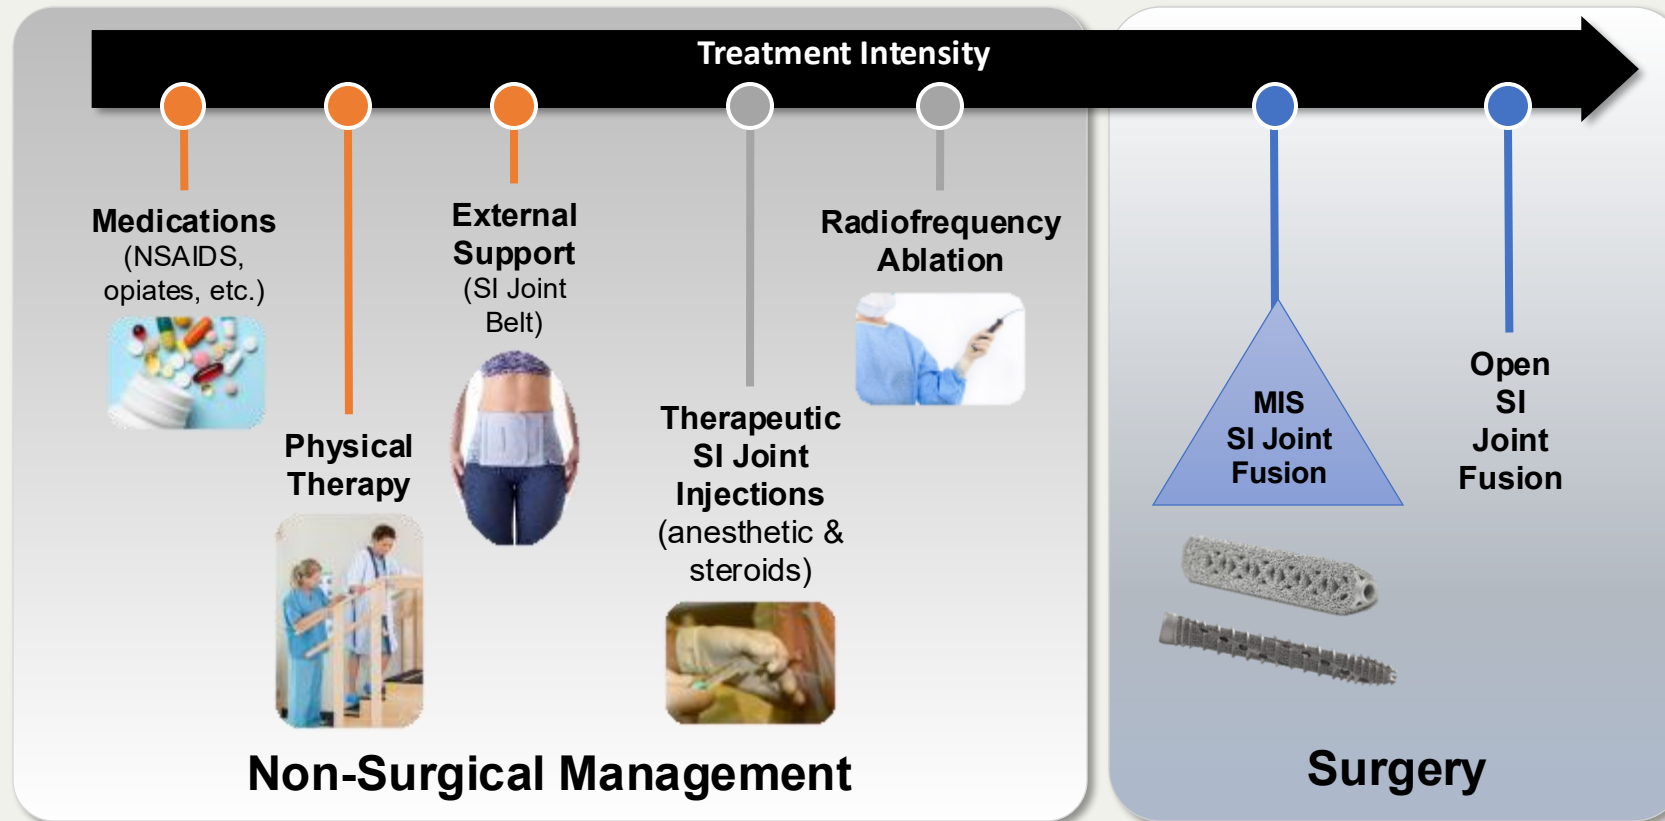 Treatment Intensity
Medications
(NSAIDS,
opiates, etc.)
Physical
Therapy
External
Support
(SI Joint
Belt)
Therapeutic
SI Joint
Injections
(anesthetic &
steroids)
Radiofrequency
Ablation
MIS
SI Joint
Fusion
Open
SI
Joint
Fusion
Non-Surgical Management
Surgery